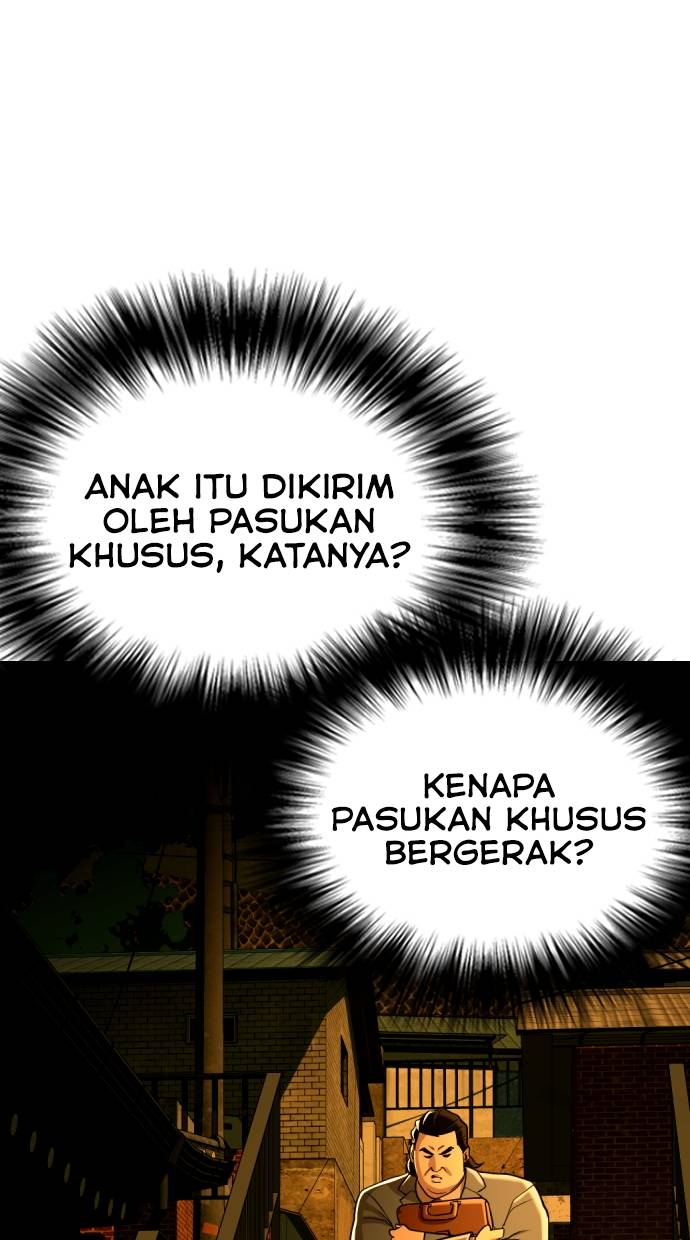 ANAK ITU DIKIRIM
OLEH PASUKAN
KHUSUS, KATANYA?
KENAPA
PASUKAN KHUSUS
BERGERAK?